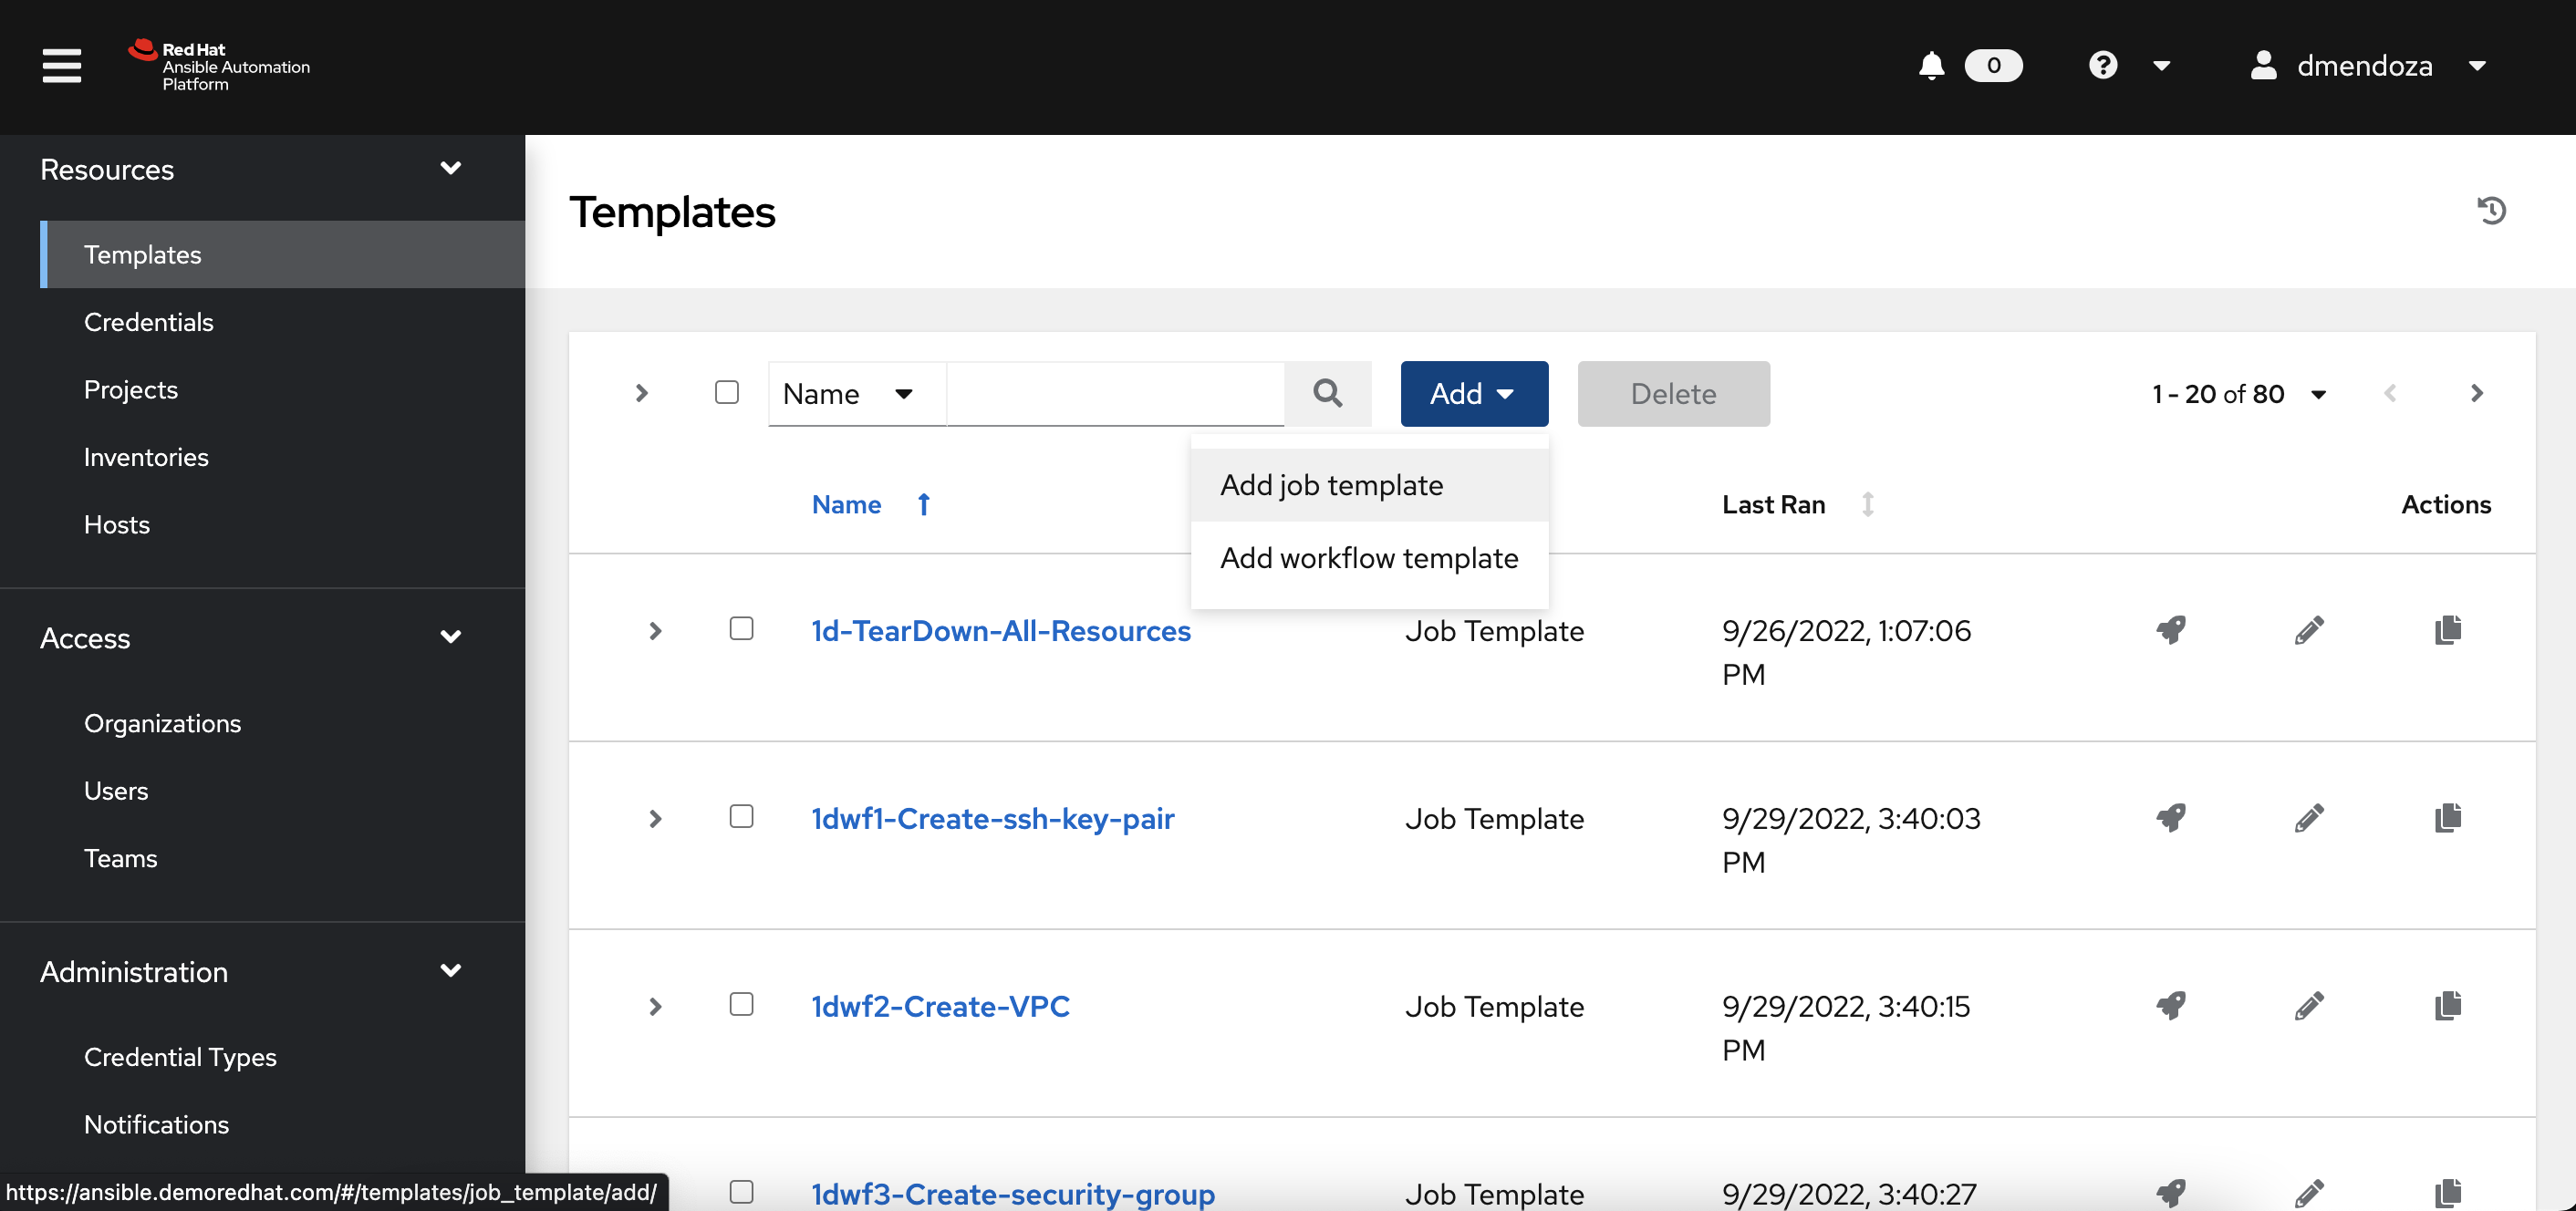 Red Hat
Ansible Automation
Platform
0
dmendoza
Resources
Templates
Credentials
Projects
Inventories
Hosts
Access
Organizations
Users
Teams
Administration
Credential Types
Notifications
https://ansible.demoredhat.com/#/templates/job_template/add/
Templates
Name
Add
Delete
1 - 20 of 80
Add job template
Add workflow template
Name
Last Ran
Actions
1d-TearDown-All-Resources
Job Template
9/26/2022, 1:07:06
PM
1dwf1-Create-ssh-key-pair
Job Template
9/29/2022, 3:40:03
PM
1dwf2-Create-VPC
Job Template
9/29/2022, 3:40:15
PM
1dwf3-Create-security-group
Job Template
9/29/2022, 3:40:27